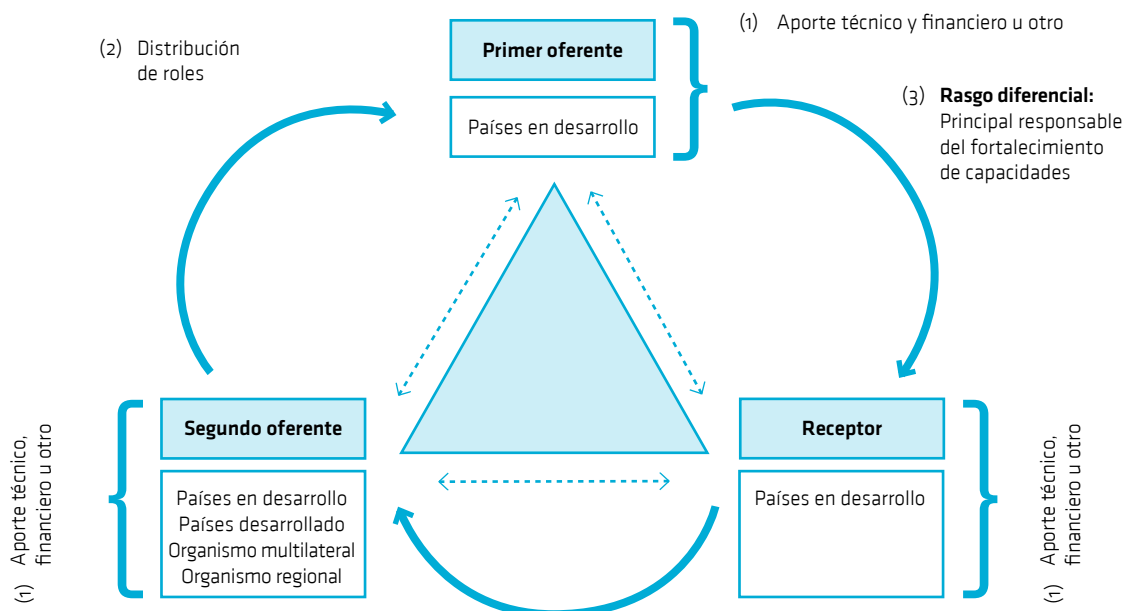 (2) Distribución
de roles
Primer oferente
Países en desarrollo
(1) Aporte técnico y financiero u otro
(3) Rasgo diferencial:
Principal responsable
del fortalecimiento
de capacidades
(1) Aporte técnico,
financiero u otro
Segundo oferente
Países en desarrollo
Países desarrollado
Organismo multilateral
Organismo regional
Receptor
Países en desarrollo
(1) Aporte técnico,
financiero u otro